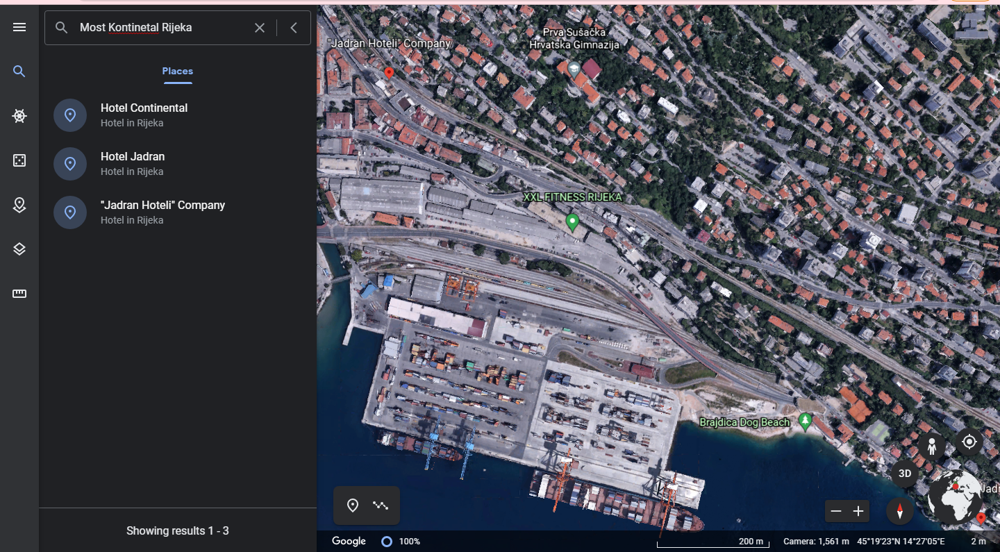 Most Kontinetal Rijeka
Places
Hotel Continental
Hotel in Rijeka
Hotel Jadran
Hotel in Rijeka
"Jadran Hoteli" Company
Hotel in Rijeka
Showing results 1 - 3
"Jadran Hoteli" Company
Prva Sušačka
Hrvatska Gimnazija
XXL FITNESS RIJEKA
Brajdica Dog Beach
3D
Jadr
Google
100%
200 m
Camera: 1,561 m
45°19'23"N 14°27'05"E
2 m